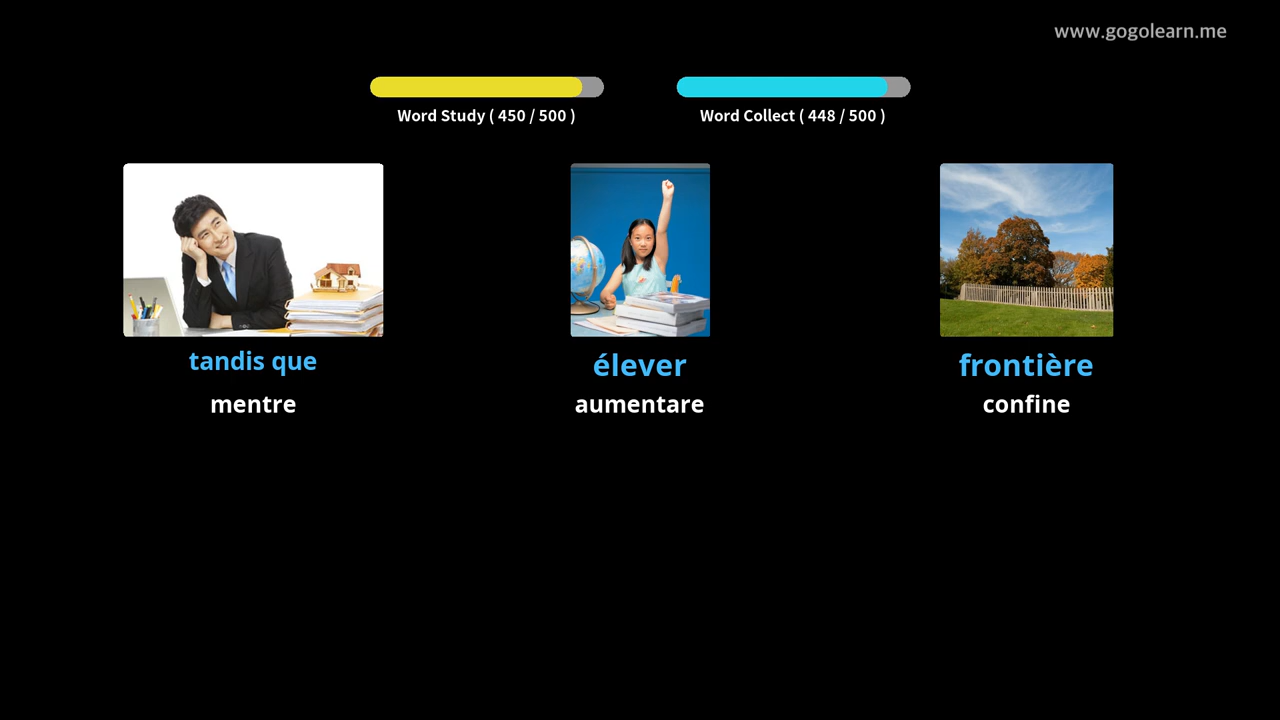 www.gogolearn.me
Word Study ( 450 / 500 )
Word Collect ( 448 / 500 )
tandis que
mentre
élever
aumentare
frontière
confine